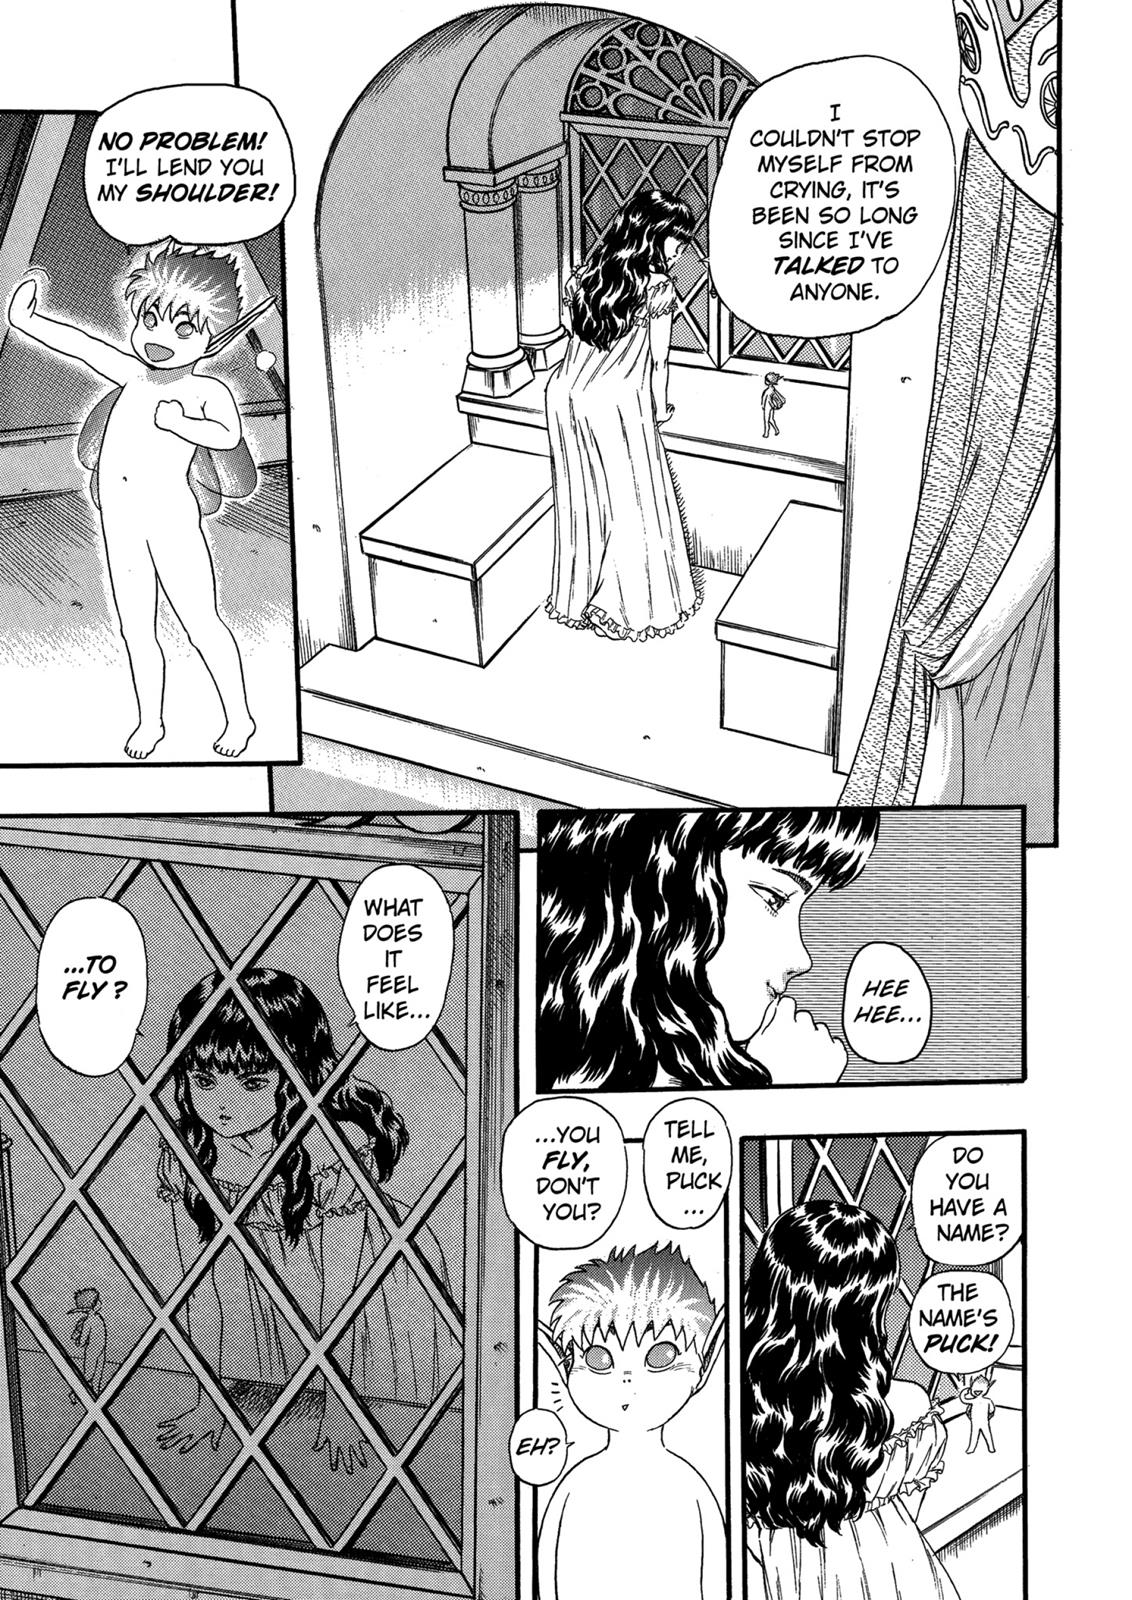 I
COULDN'T STOP
MYSELF FROM
CRYING, IT'S
BEEN SO LONG
SINCE I'VE
TALKED TO
ANYONE.
NO PROBLEM!
I'LL LEND YOU
MY SHOULDER!
HEE
HEE...
DO
YOU
HAVE A
NAME?
THE
NAME'S
PUCK!
TELL
ME,
PUCK
...
...YOU
FLY,
DON'T
YOU?
EH?
WHAT
DOES
IT
FEEL
LIKE...
...TO
FLY?